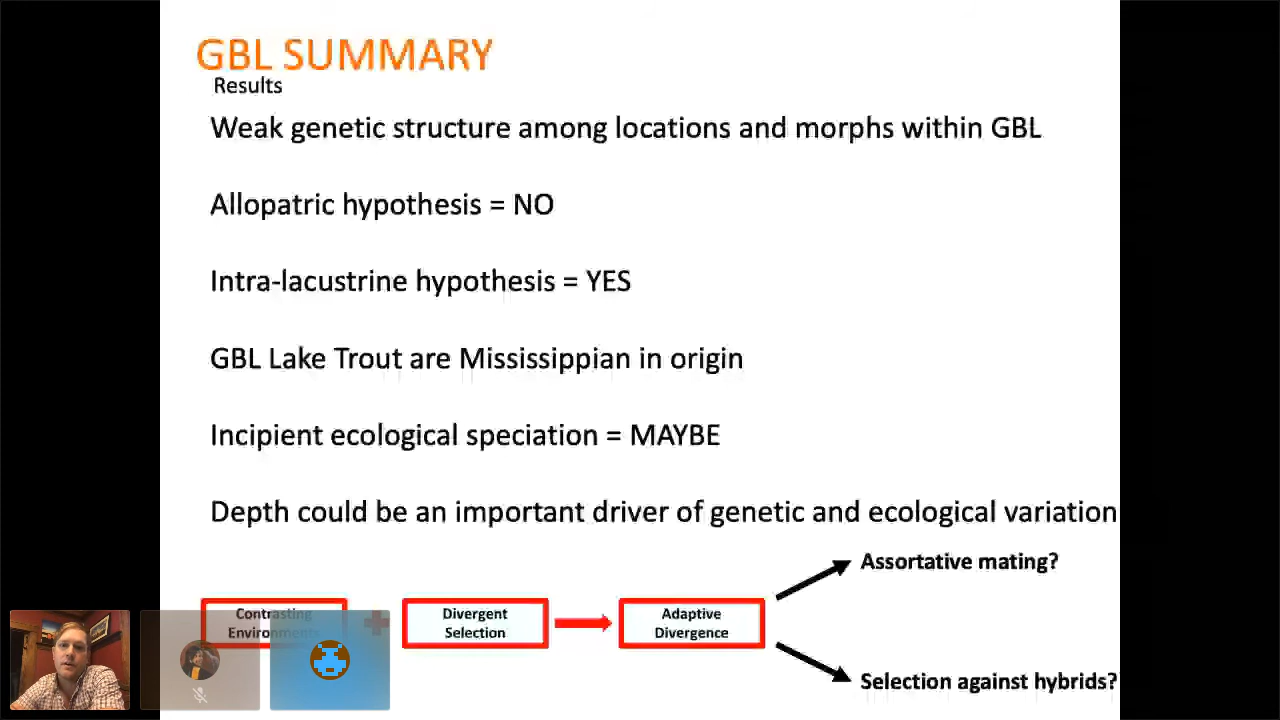 GBL SUMMARY
Results
Weak genetic structure among locations and morphs within GBL
Allopatric hypothesis = NO
Intra-lacustrine hypothesis = YES
GBL Lake Trout are Mississippian in origin
Incipient ecological speciation = MAYBE
Depth could be an important driver of genetic and ecological variation
Assortative mating?
Contrasting
Environments
+
Divergent
Selection
Adaptive
Divergence
Selection against hybrids?